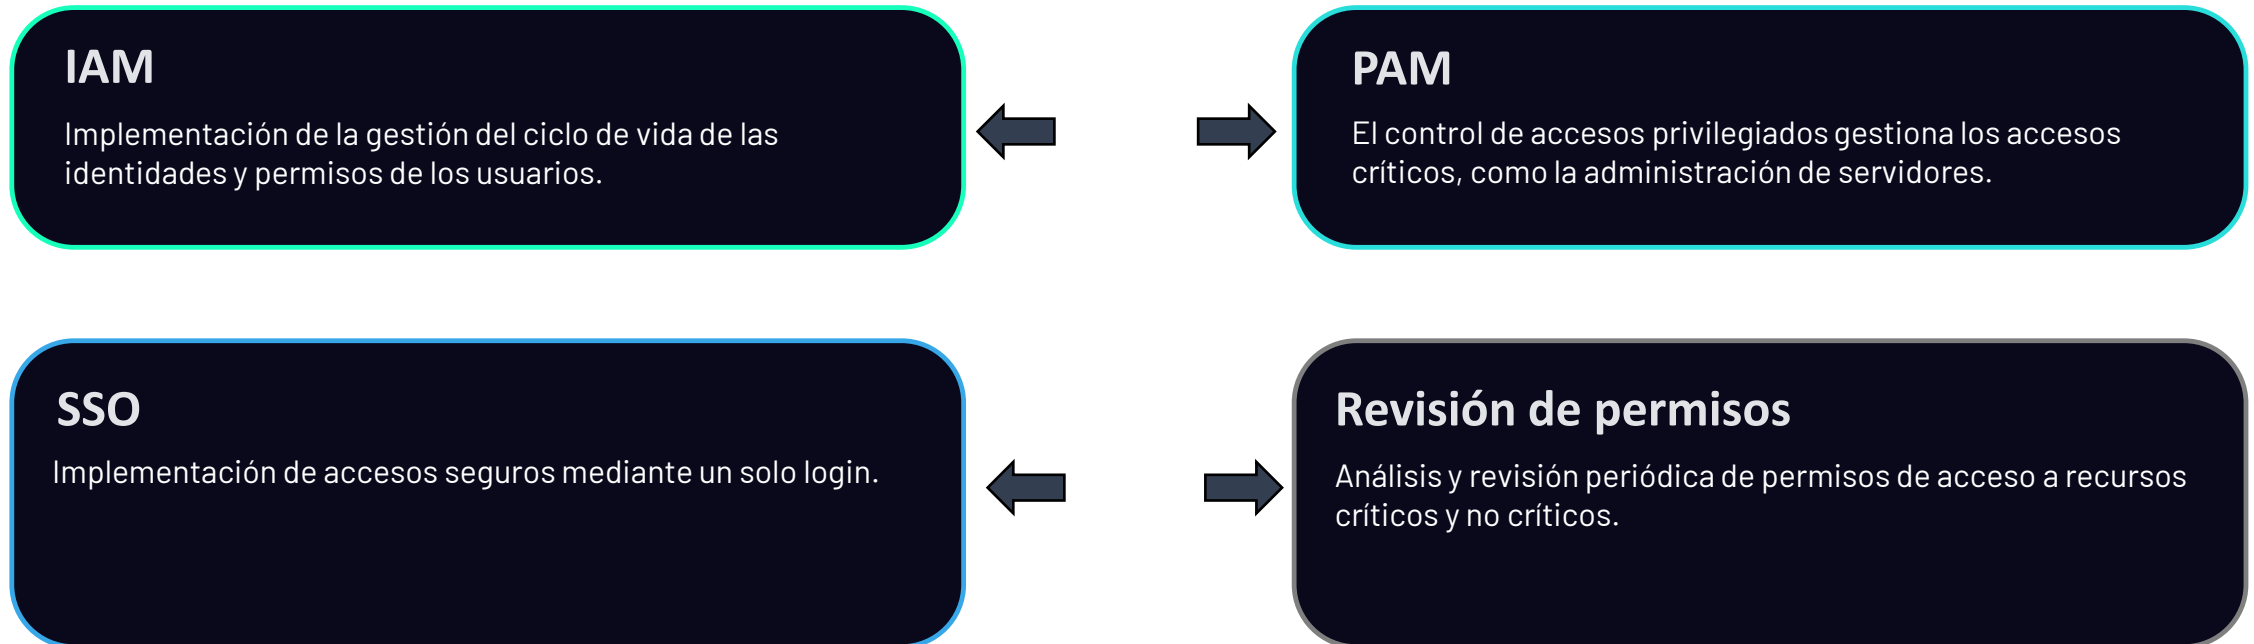 IAM
Implementación de la gestión del ciclo de vida de las
identidades y permisos de los usuarios.
PAM
El control de accesos privilegiados gestiona los accesos
críticos, como la administración de servidores.
SSO
Implementación de accesos seguros mediante un solo login.
Revisión de permisos
Análisis y revisión periódica de permisos de acceso a recursos
críticos y no críticos.